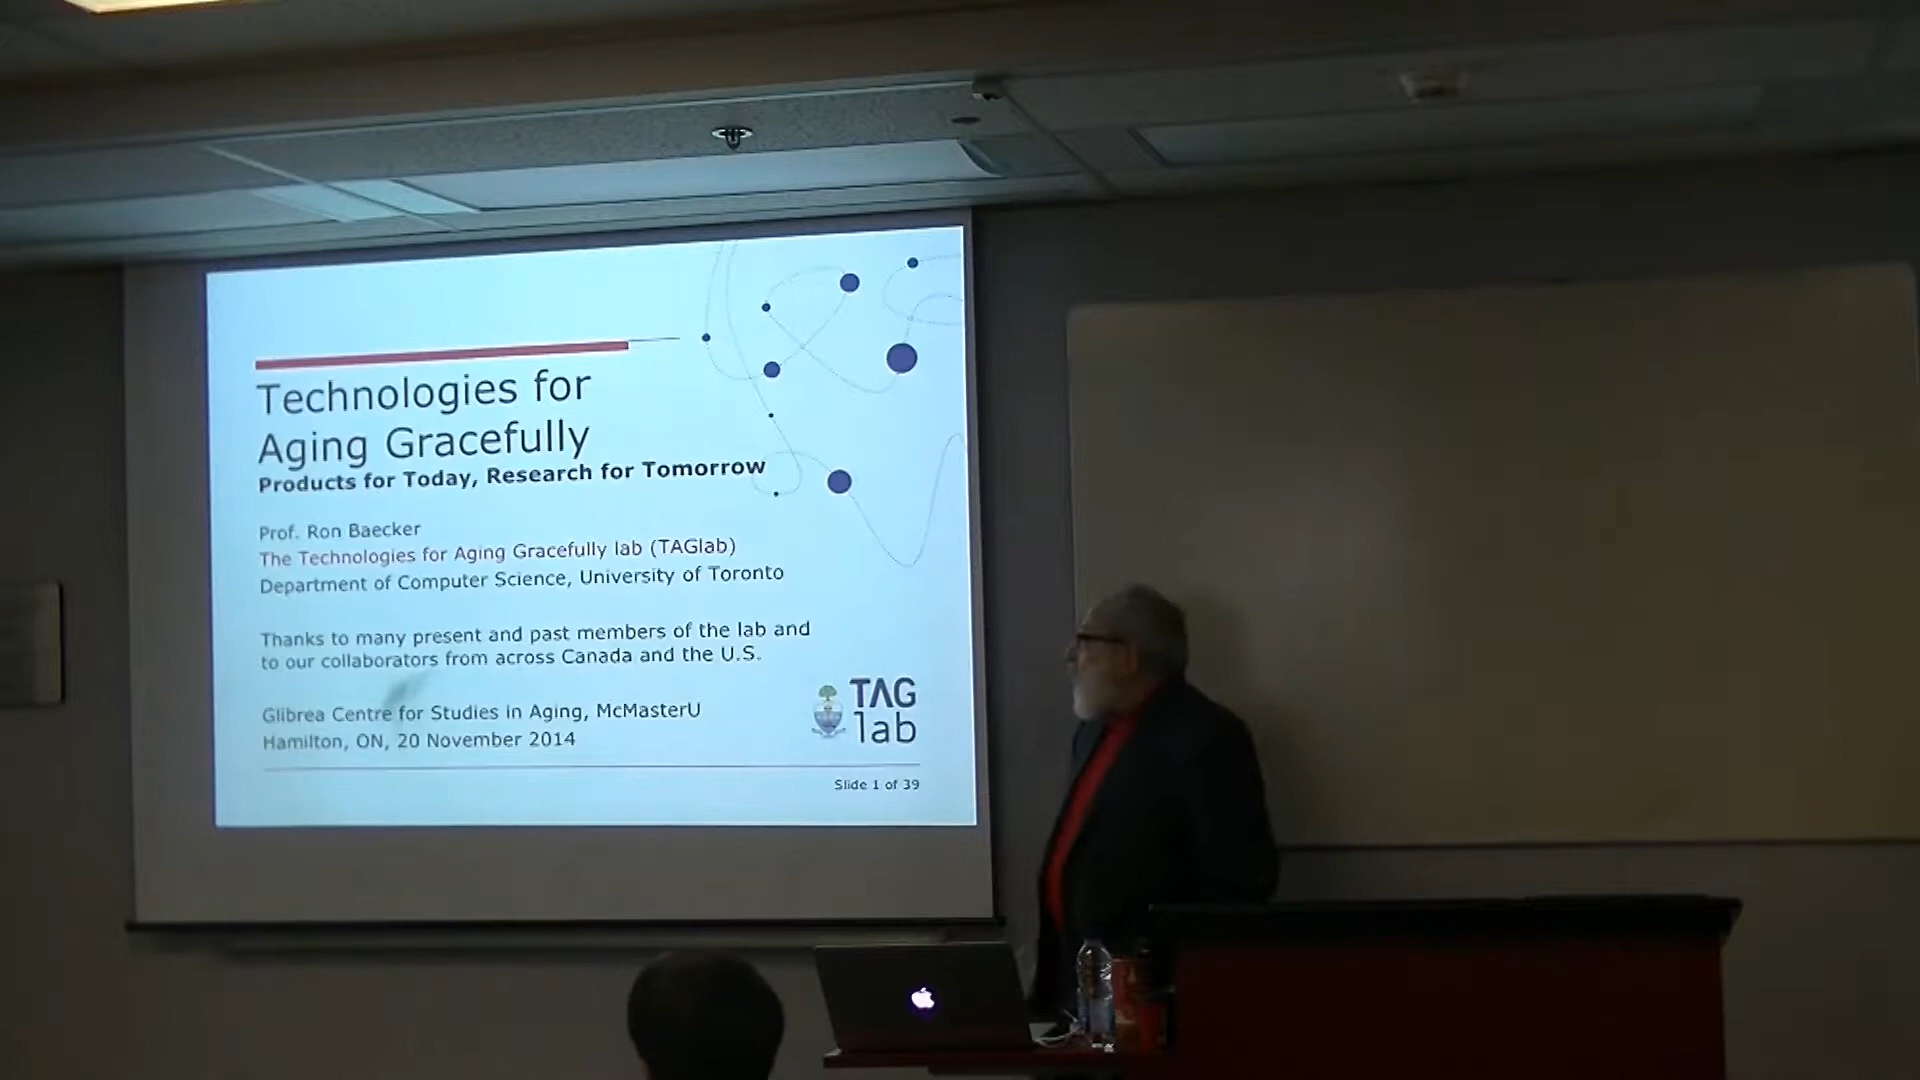 Technologies for
Aging Gracefully
Products for Today, Research for Tomorrow
Prof. Ron Baecker
The Technologies for Aging Gracefully lab (TAGlab)
Department of Computer Science, University of Toronto
Thanks to many present and past members of the lab and
to our collaborators from across Canada and the U.S.
Glibrea Centre for Studies in Aging, McMasterU
Hamilton, ON, 20 November 2014
TAG
lab
Slide 1 of 39